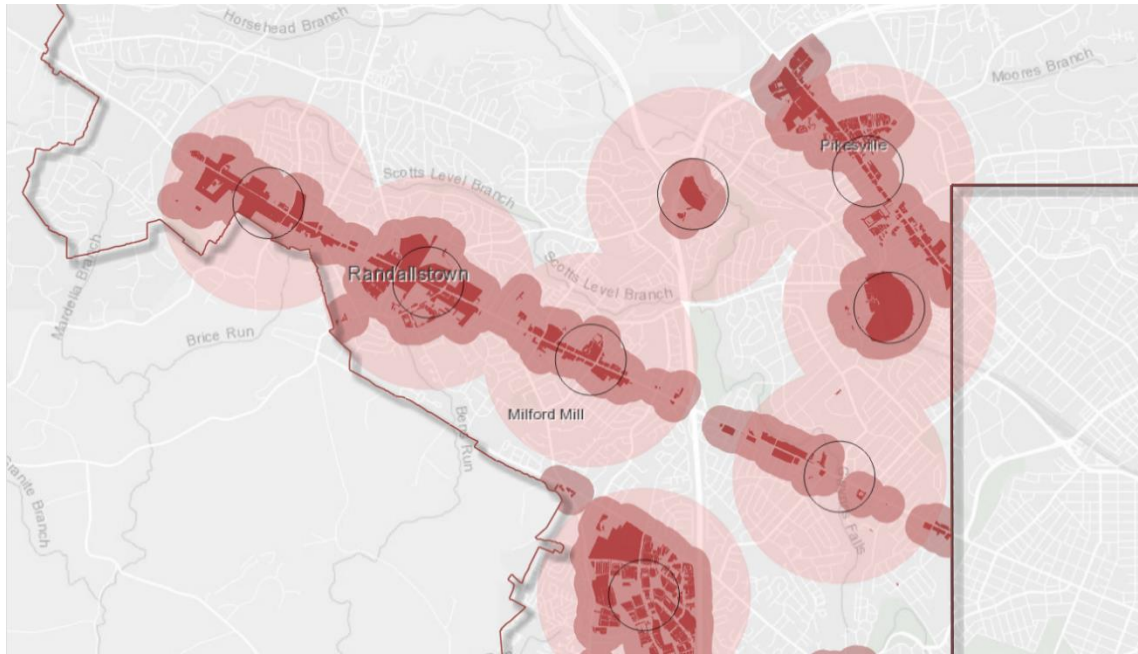 Horsehead Branch
Moores Branch
Pikesville
Scotts Level Branch
Randallstown
Scotts Level Branch
Mardella Branch
Brice Run
Milford Mill
Bens Run
Granite Branch
Falls